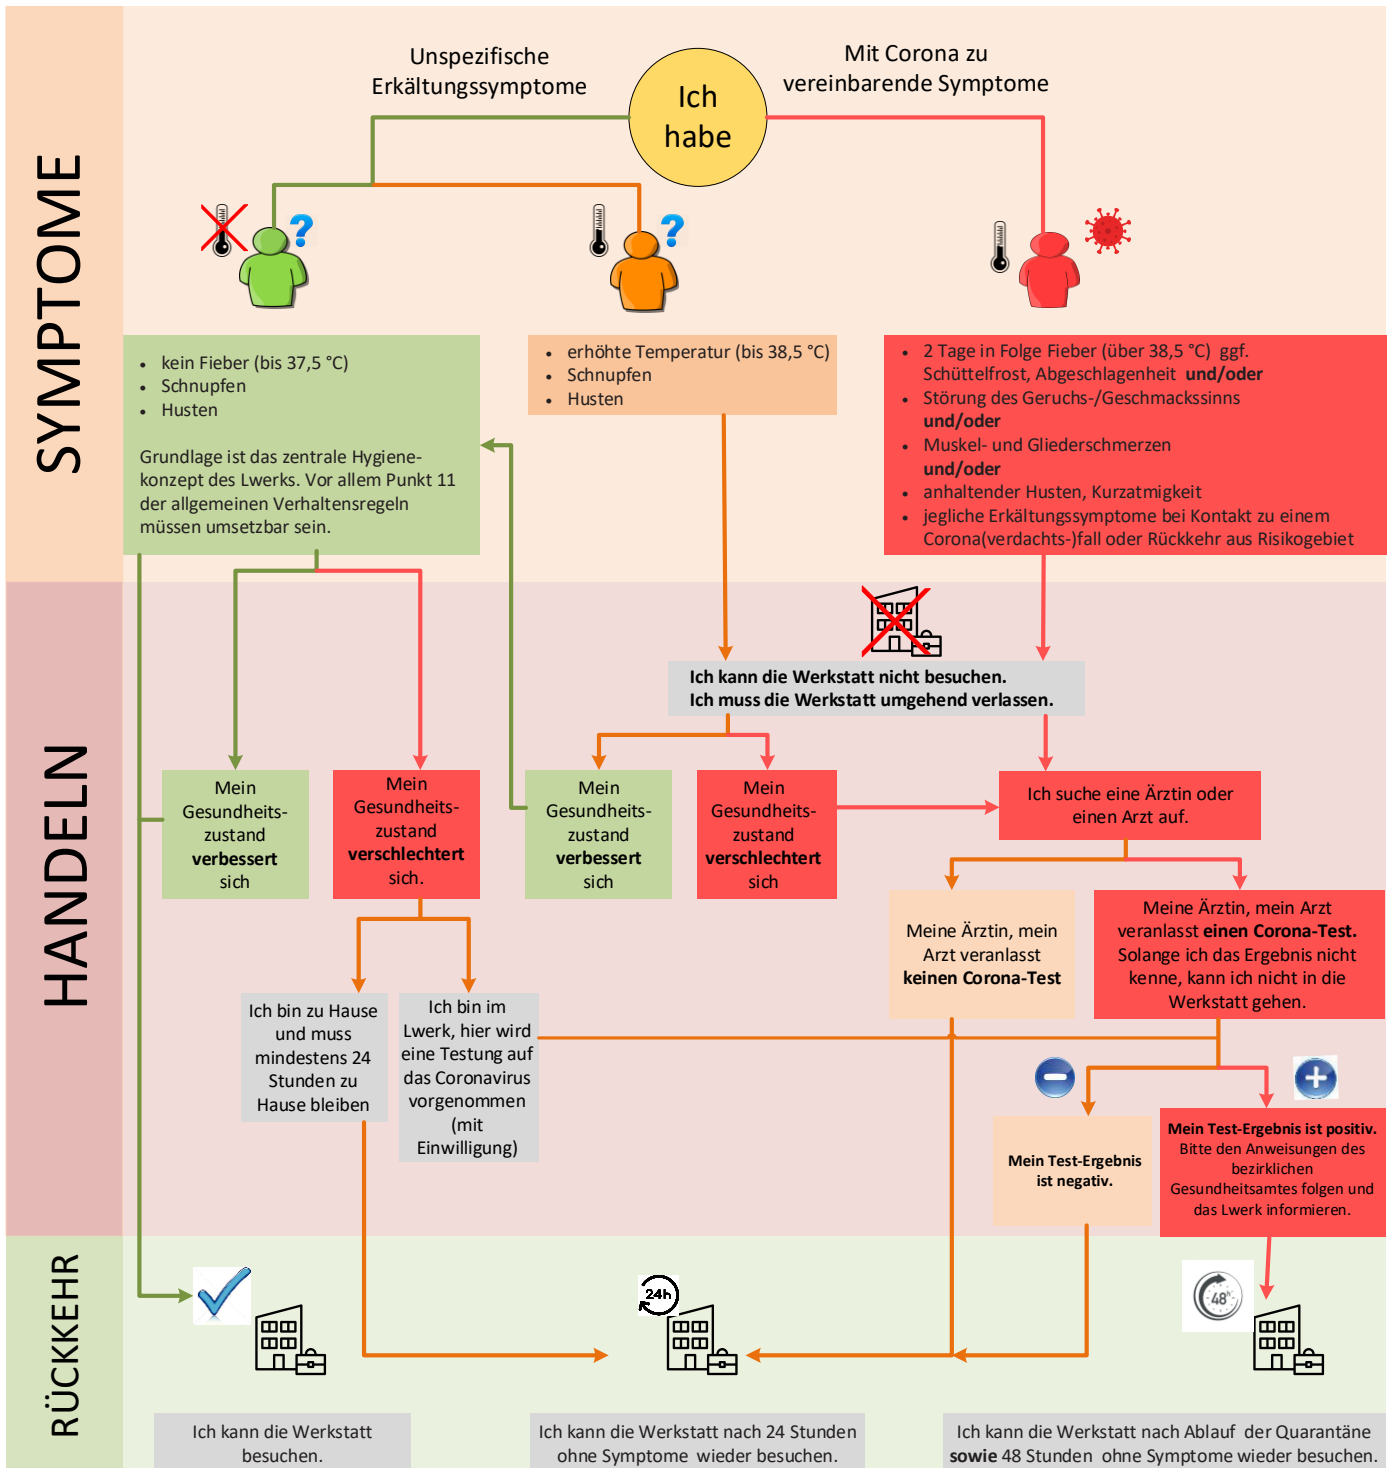 Unspezifische
Erkältungssymptome
Ich
habe
Mit Corona zu
vereinbarende Symptome
SYMPTOME
• kein Fieber (bis 37,5 °C)
• Schnupfen
• Husten
Grundlage ist das zentrale Hygiene-
konzept des Lwerks. Vor allem Punkt 11
der allgemeinen Verhaltensregeln
müssen umsetzbar sein.
• erhöhte Temperatur (bis 38,5 °C)
• Schnupfen
• Husten
• 2 Tage in Folge Fieber (über 38,5 °C) ggf.
Schüttelfrost, Abgeschlagenheit und/oder
• Störung des Geruchs-/Geschmackssinns
und/oder
• Muskel- und Gliederschmerzen
und/oder
• anhaltender Husten, Kurzatmigkeit
• jegliche Erkältungssymptome bei Kontakt zu einem
Corona(verdachts-)fall oder Rückkehr aus Risikogebiet
HANDELN
Ich kann die Werkstatt nicht besuchen.
Ich muss die Werkstatt umgehend verlassen.
Mein
Gesundheits-
zustand
verbessert
sich
Mein
Gesundheits-
zustand
verschlechtert
sich.
Mein
Gesundheits-
zustand
verbessert
sich
Mein
Gesundheits-
zustand
verschlechtert
sich
Ich suche eine Ärztin oder
einen Arzt auf.
Meine Ärztin, mein
Arzt veranlasst
keinen Corona-Test
Meine Ärztin, mein Arzt
veranlasst einen Corona-Test.
Solange ich das Ergebnis nicht
kenne, kann ich nicht in die
Werkstatt gehen.
Ich bin zu Hause
und muss
mindestens 24
Stunden zu
Hause bleiben
Ich bin im
Lwerk, hier wird
eine Testung auf
das Coronavirus
vorgenommen
(mit
Einwilligung)
Mein Test-Ergebnis
ist negativ.
Mein Test-Ergebnis ist positiv.
Bitte den Anweisungen des
bezirklichen
Gesundheitsamtes folgen und
das Lwerk informieren.
RÜCKKEHR
24h
48h
Ich kann die Werkstatt
besuchen.
Ich kann die Werkstatt nach 24 Stunden
ohne Symptome wieder besuchen.
Ich kann die Werkstatt nach Ablauf der Quarantäne
sowie 48 Stunden ohne Symptome wieder besuchen.